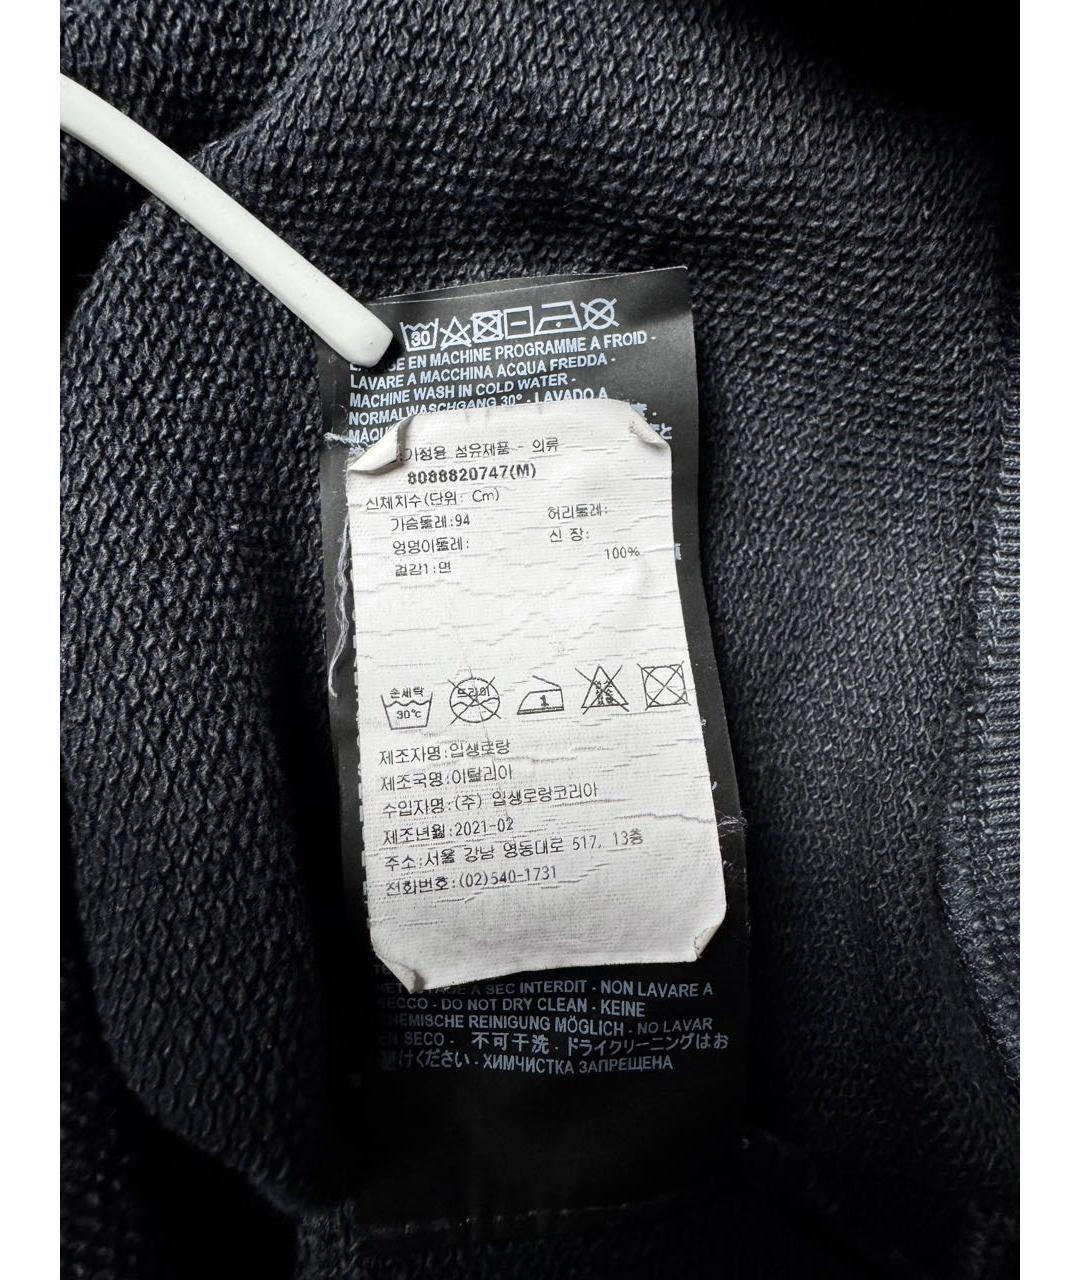 30
EN MACHINE PROGRAMME A FROID -
LAVARE A MACCHINA ACQUA FREDDA -
MACHINE WASH IN COLD WATER -
NORMALWASCHGANG 30° - LAVADO A
가정용 섬유제품 - 의류
8088820747(M)
신체치수(단위: Cm)
가슴둘레:94 허리둘레:
엉덩이둘레: 신 장:
겉감1:면 100%
손세탁 드라이 1
30℃
제조자명:입생로랑
제조국명:이탈리아
수입자명:(주) 입생로랑코리아
제조년월:2021-02
주소:서울 강남 영동대로 517, 13층
전화번호:(02)540-1731
A SEC INTERDIT - NON LAVARE A
SECCO - DO NOT DRY CLEAN - KEINE
CHEMISCHE REINIGUNG MÖGLICH - NO LAVAR
EN SECO - 不可干洗 - ドライクリーニングはお
避けください - ХИМЧИСТКА ЗАПРЕЩЕНА